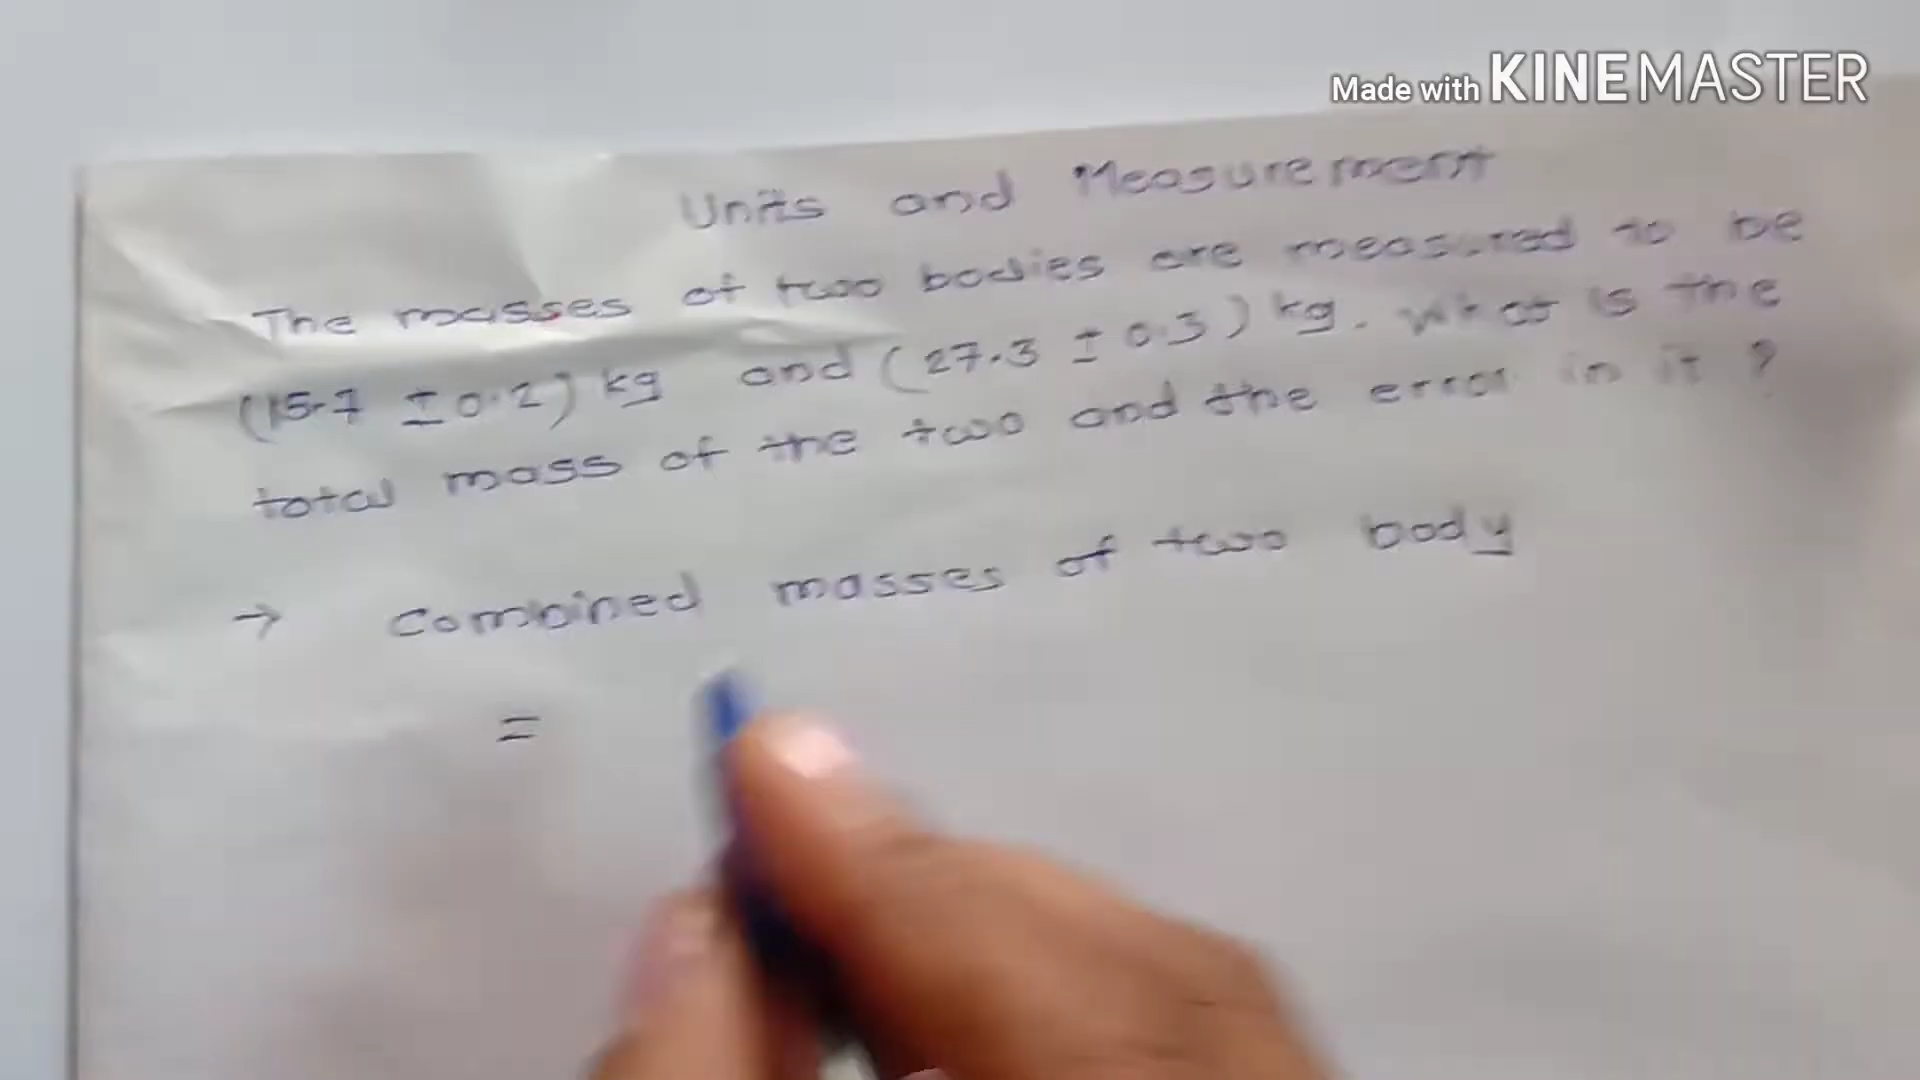 Made with KINEMASTER
Units and Measurement
The masses of two bodies are measured to be
(15.7 ± 0.2) kg and (27.3 ± 0.3) kg. What is the
total mass of the two and the error in it ?
→ Combined masses of two body
=